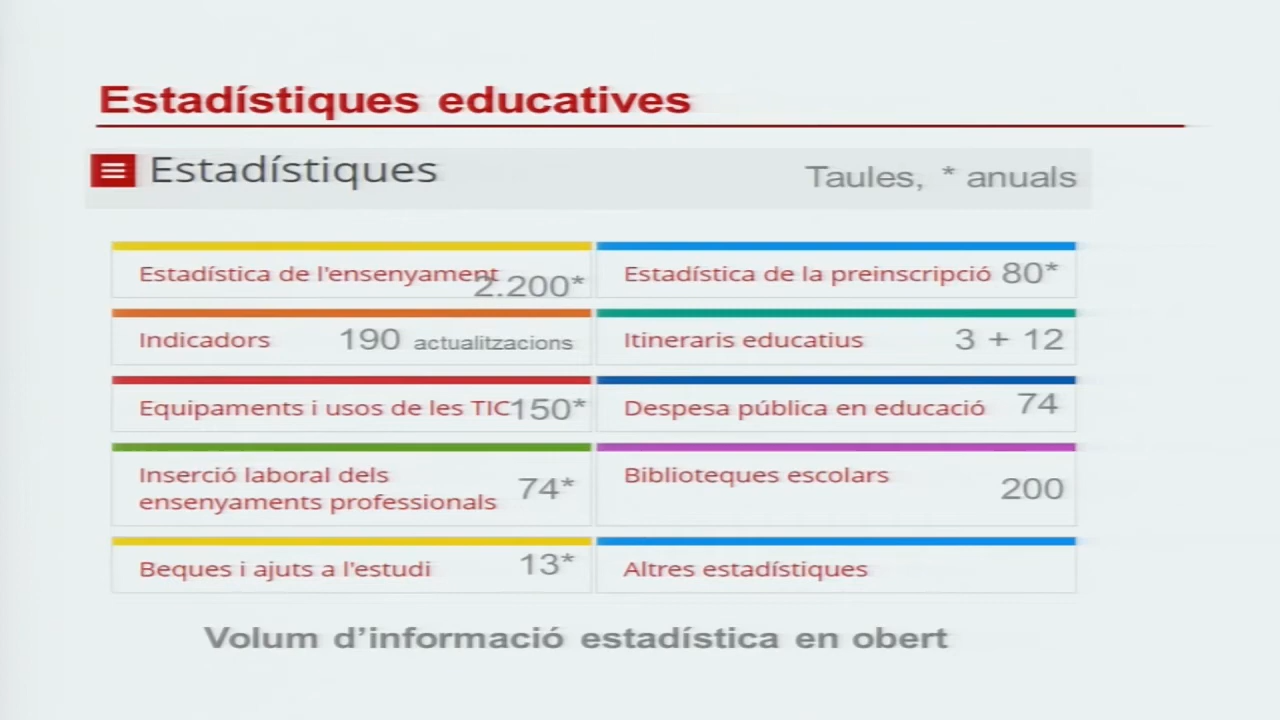 Estadístiques educatives
Estadístiques
Taules, * anuals
Estadística de l'ensenyament 2.200*
Estadística de la preinscripció 80*
Indicadors 190 actualitzacions
Itineraris educatius 3 + 12
Equipaments i usos de les TIC 150*
Despesa pública en educació 74
Inserció laboral dels
ensenyaments professionals 74*
Biblioteques escolars 200
Beques i ajuts a l'estudi 13*
Altres estadístiques
Volum d’informació estadística en obert